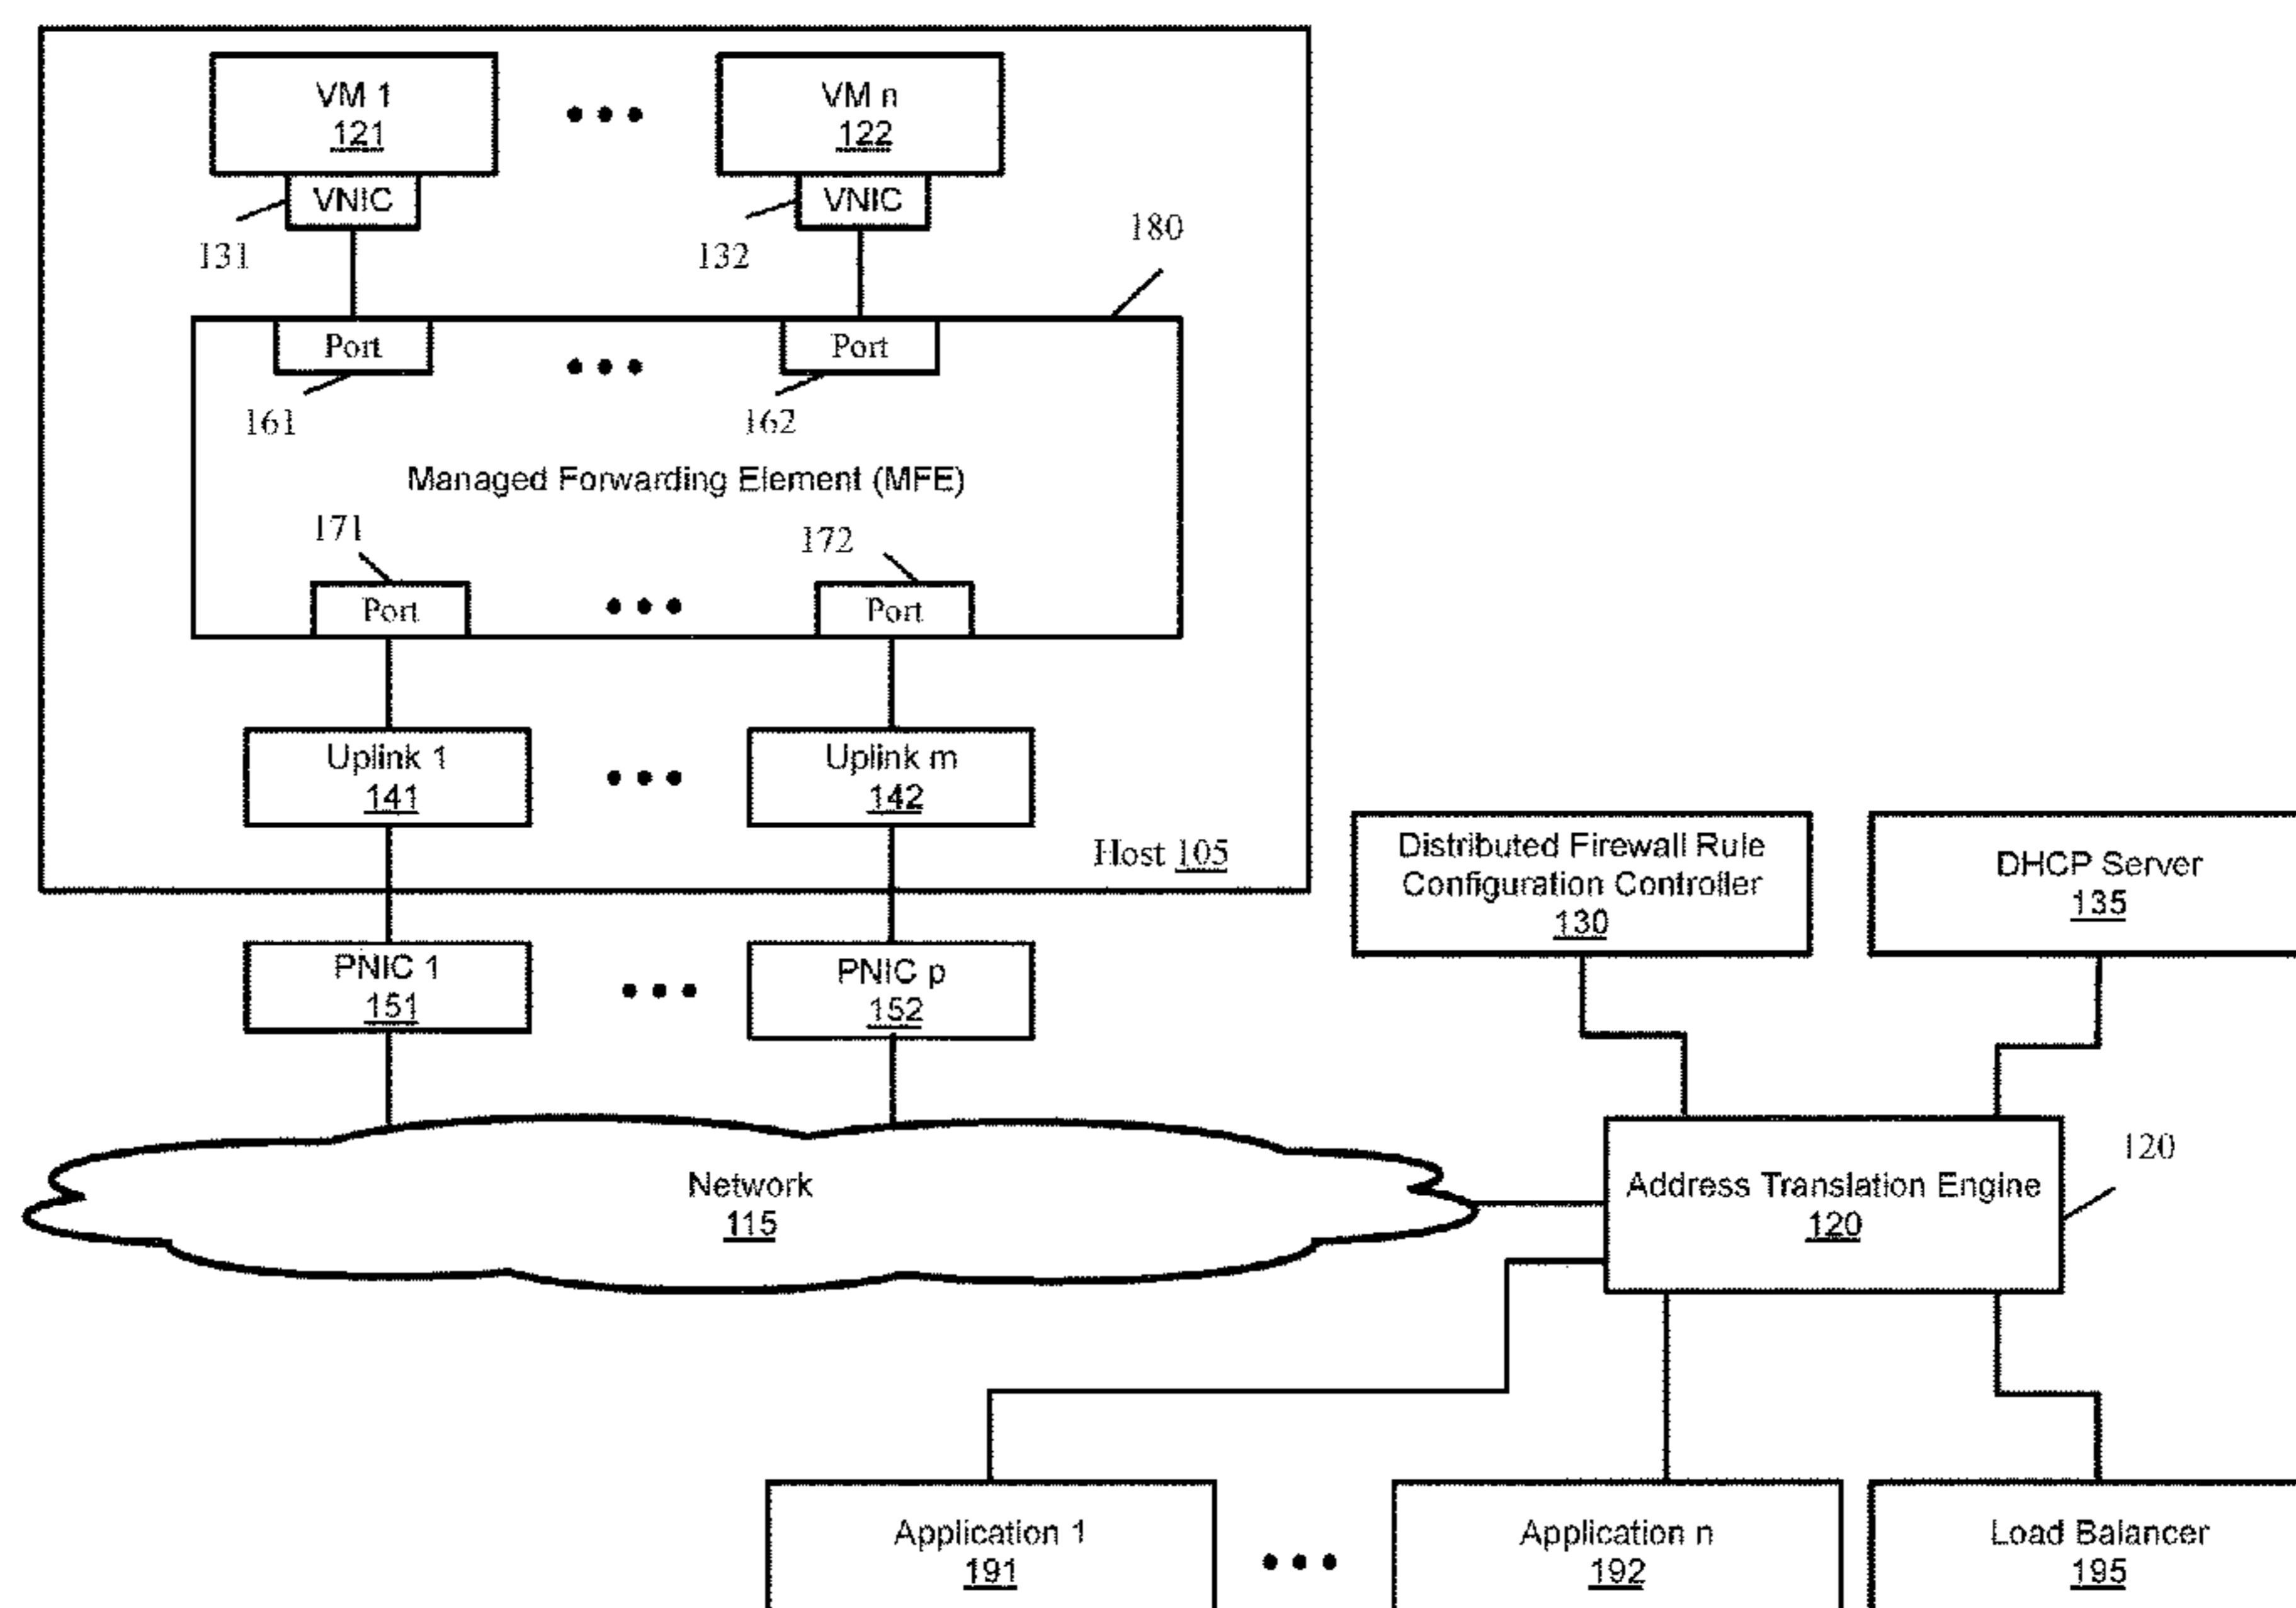 VM 1
121
VM n
122
VNIC
VNIC
131
132
180
Port
Port
161
162
Managed Forwarding Element (MFE)
171
172
Port
Port
Uplink 1
141
Uplink m
142
Host 105
Distributed Firewall Rule
Configuration Controller
130
DHCP Server
135
PNIC 1
151
PNIC p
152
120
Network
115
Address Translation Engine
120
Application 1
191
Application n
192
Load Balancer
195